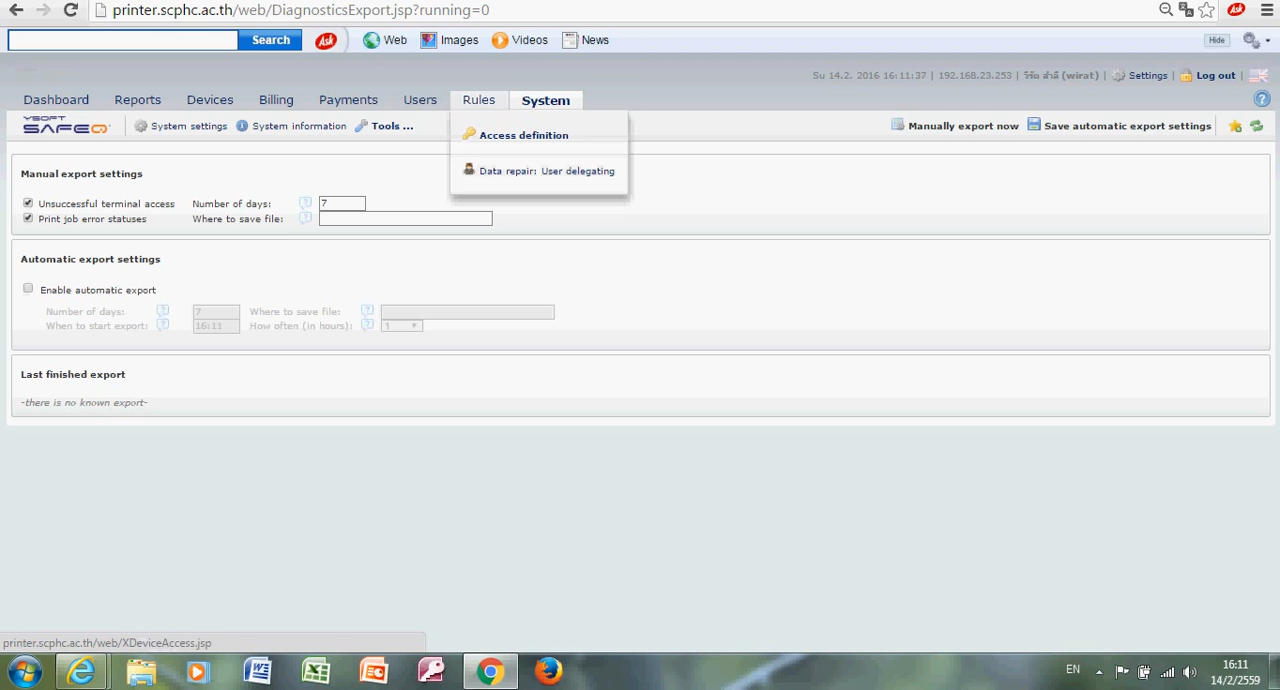 printer.scphc.ac.th/web/DiagnosticsExport.jsp?running=0
Search Ask Web Images Videos News Hide
Su 14.2. 2016 16:11:37 | 192.168.23.253 | (wirat) | Settings | Log out |
Dashboard Reports Devices Billing Payments Users Rules System
YSOFT SAFEQ System settings System information Tools ... Manually export now Save automatic export settings
Access definition
Data repair: User delegating
Manual export settings
Unsuccessful terminal access Number of days: 7
Print job error statuses Where to save file:
Automatic export settings
Enable automatic export
Number of days: 7 Where to save file:
When to start export: 16:11 How often (in hours): 1
Last finished export
-there is no known export-
printer.scphc.ac.th/web/XDeviceAccess.jsp
EN 16:11
14/2/2559